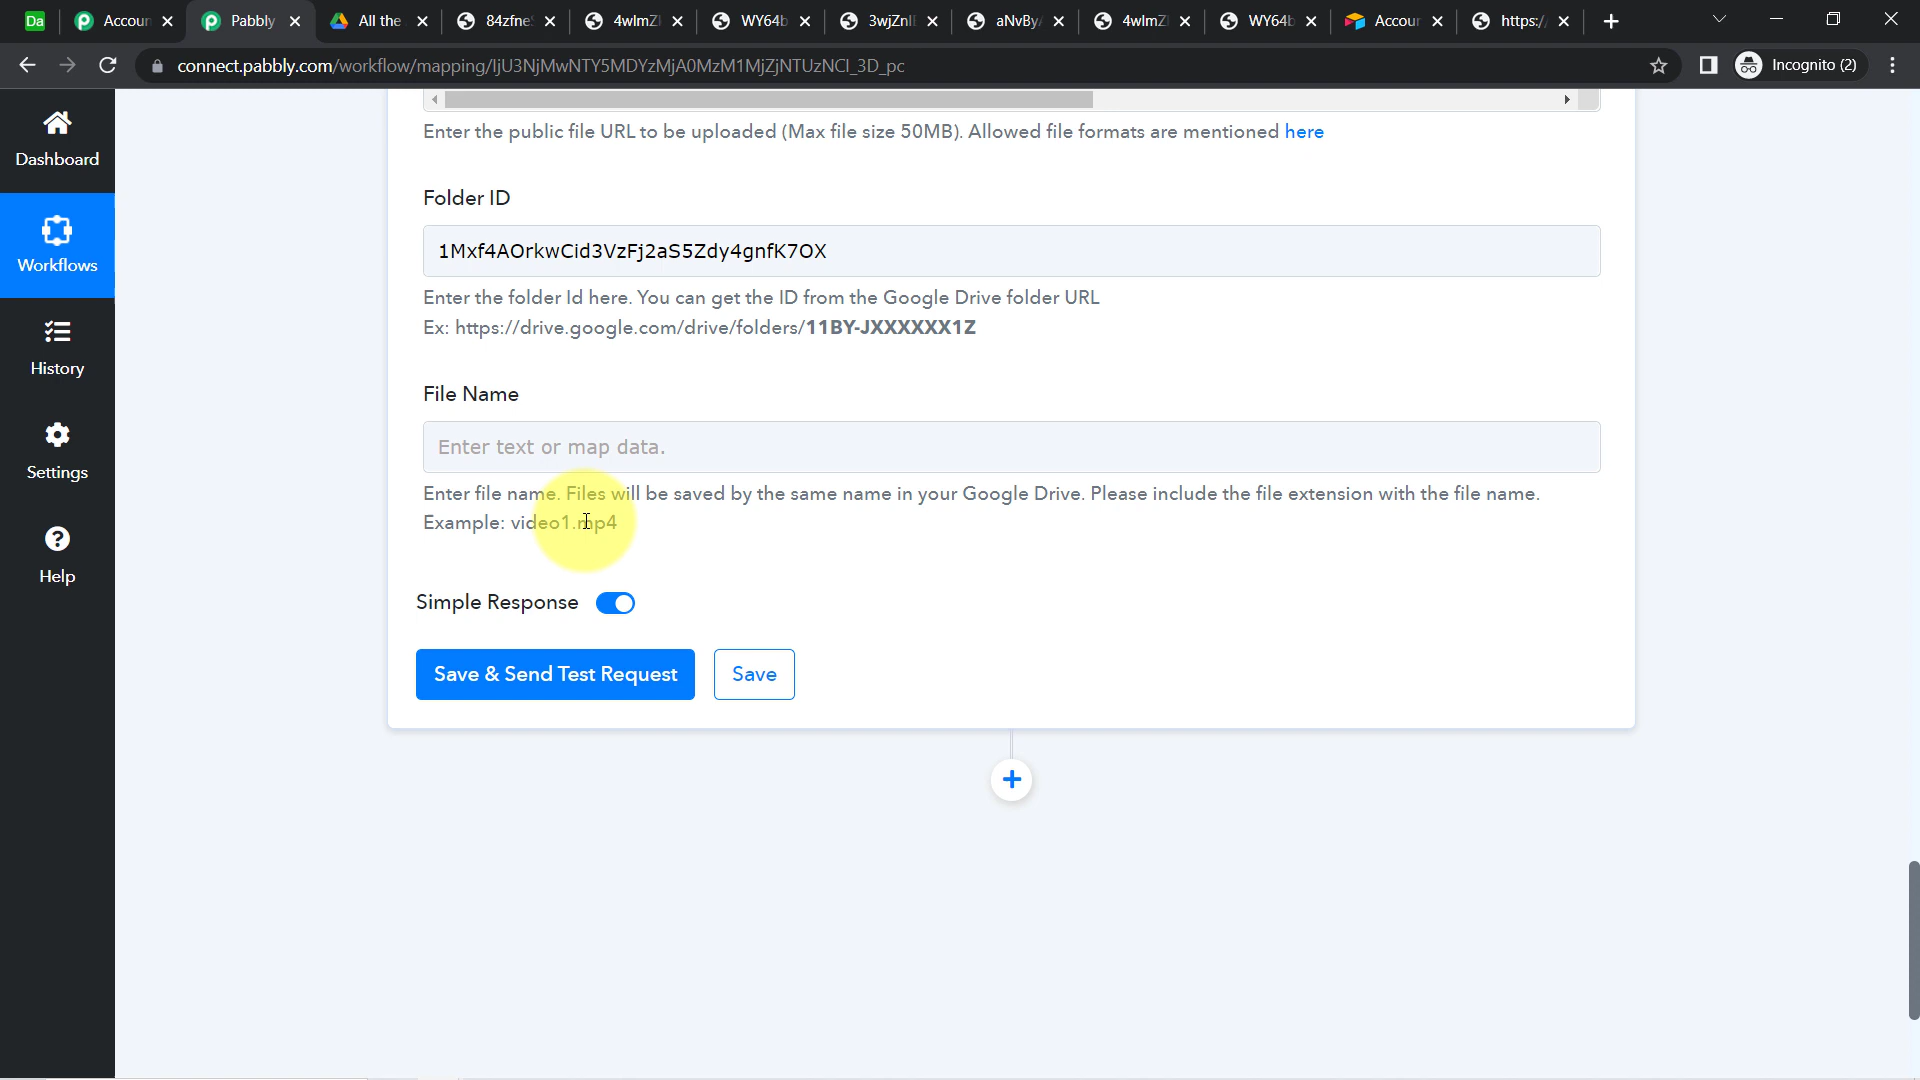 Da
Accoun
Pabbly
All the
84zfne
4wlmZ
WY64b
3wjZnl
aNvBy
4wlmZ
WY64b
Accour
https:/
connect.pabbly.com/workflow/mapping/IjU3NjMwNTY5MDYzMjA0MzM1MjZjNTUzNCI_3D_pc
Incognito (2)
Dashboard
Workflows
History
Settings
Help
Enter the public file URL to be uploaded (Max file size 50MB). Allowed file formats are mentioned here
Folder ID
1Mxf4AOrkwCid3VzFj2aS5Zdy4gnfK7OX
Enter the folder Id here. You can get the ID from the Google Drive folder URL
Ex: https://drive.google.com/drive/folders/11BY-JXXXXXX1Z
File Name
Enter text or map data.
Enter file name. Files will be saved by the same name in your Google Drive. Please include the file extension with the file name.
Example: video1.mp4
Simple Response
Save & Send Test Request
Save